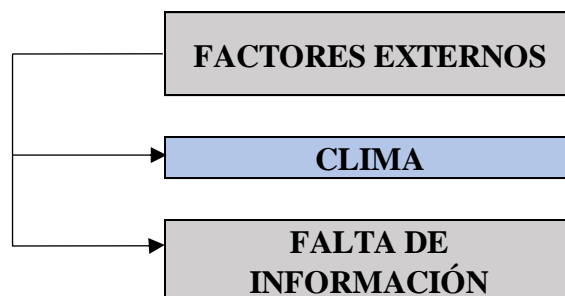 FACTORES EXTERNOS
CLIMA
FALTA DE
INFORMACIÓN